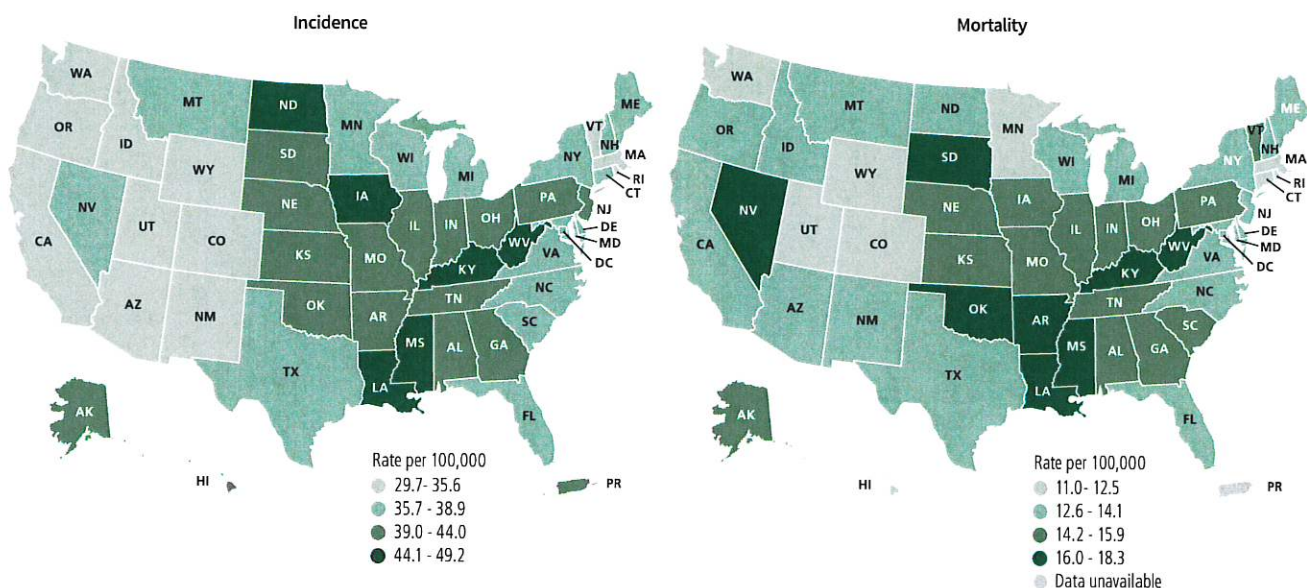 Incidence
WA
OR
CA
NV
ID
MT
WY
UT
AZ
CO
NM
ND
SD
NE
KS
OK
TX
MN
IA
MO
AR
LA
WI
IL
MI
IN
OH
KY
TN
MS
AL
GA
FL
SC
NC
VA
WV
PA
NY
VT
NH
ME
MA
RI
CT
NJ
DE
MD
DC
AK
HI
PR
Rate per 100,000
29.7- 35.6
35.7 - 38.9
39.0 - 44.0
44.1 - 49.2
Mortality
WA
OR
CA
NV
ID
MT
WY
UT
AZ
CO
NM
ND
SD
NE
KS
OK
TX
MN
IA
MO
AR
LA
WI
IL
MI
IN
OH
KY
TN
MS
AL
GA
FL
SC
NC
VA
WV
PA
NY
VT
NH
ME
MA
RI
CT
NJ
DE
MD
DC
AK
HI
PR
Rate per 100,000
11.0 - 12.5
12.6 - 14.1
14.2 - 15.9
16.0 - 18.3
Data unavailable